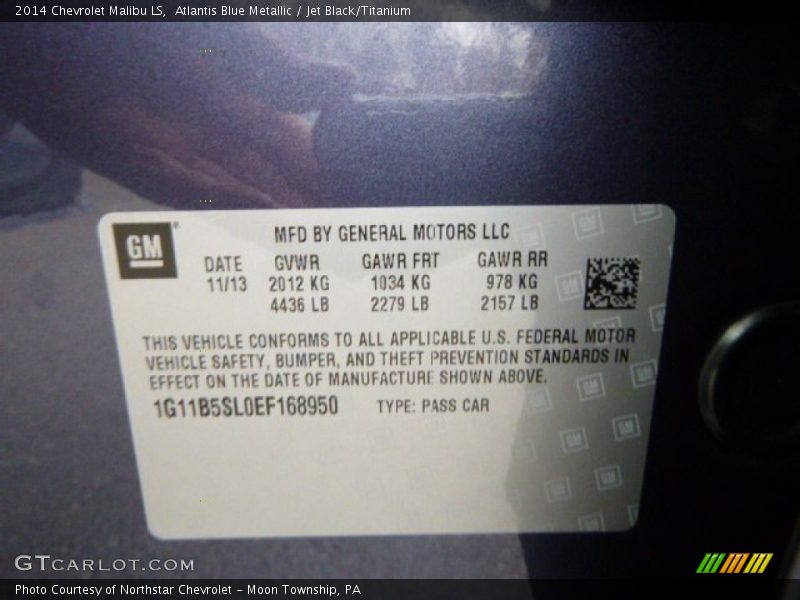 2014 Chevrolet Malibu LS,  Atlantis Blue Metallic / Jet Black/Titanium
GM
MFD BY GENERAL MOTORS LLC
DATE GVWR GAWR FRT GAWR RR
11/13 2012 KG 1034 KG 978 KG
4436 LB 2279 LB 2157 LB
THIS VEHICLE CONFORMS TO ALL APPLICABLE U.S. FEDERAL MOTOR
VEHICLE SAFETY, BUMPER, AND THEFT PREVENTION STANDARDS IN
EFFECT ON THE DATE OF MANUFACTURE SHOWN ABOVE.
1G11B5SL0EF168950 TYPE: PASS CAR
GTCARLOT.COM
Photo Courtesy of Northstar Chevrolet - Moon Township, PA